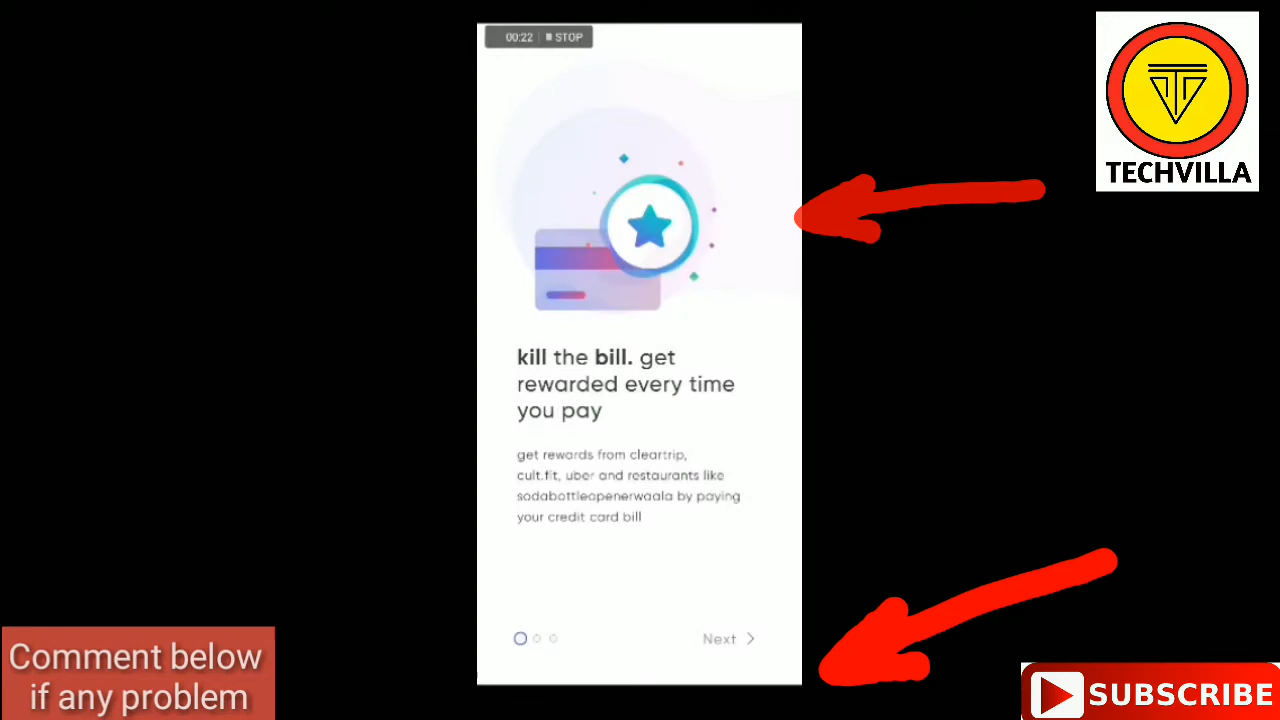 00:22 STOP
TECHVILLA
kill the bill. get
rewarded every time
you pay
get rewards from cleartrip,
cult.fit, uber and restaurants like
sodabottleopenerwaala by paying
your credit card bill
Next
Comment below
if any problem
SUBSCRIBE